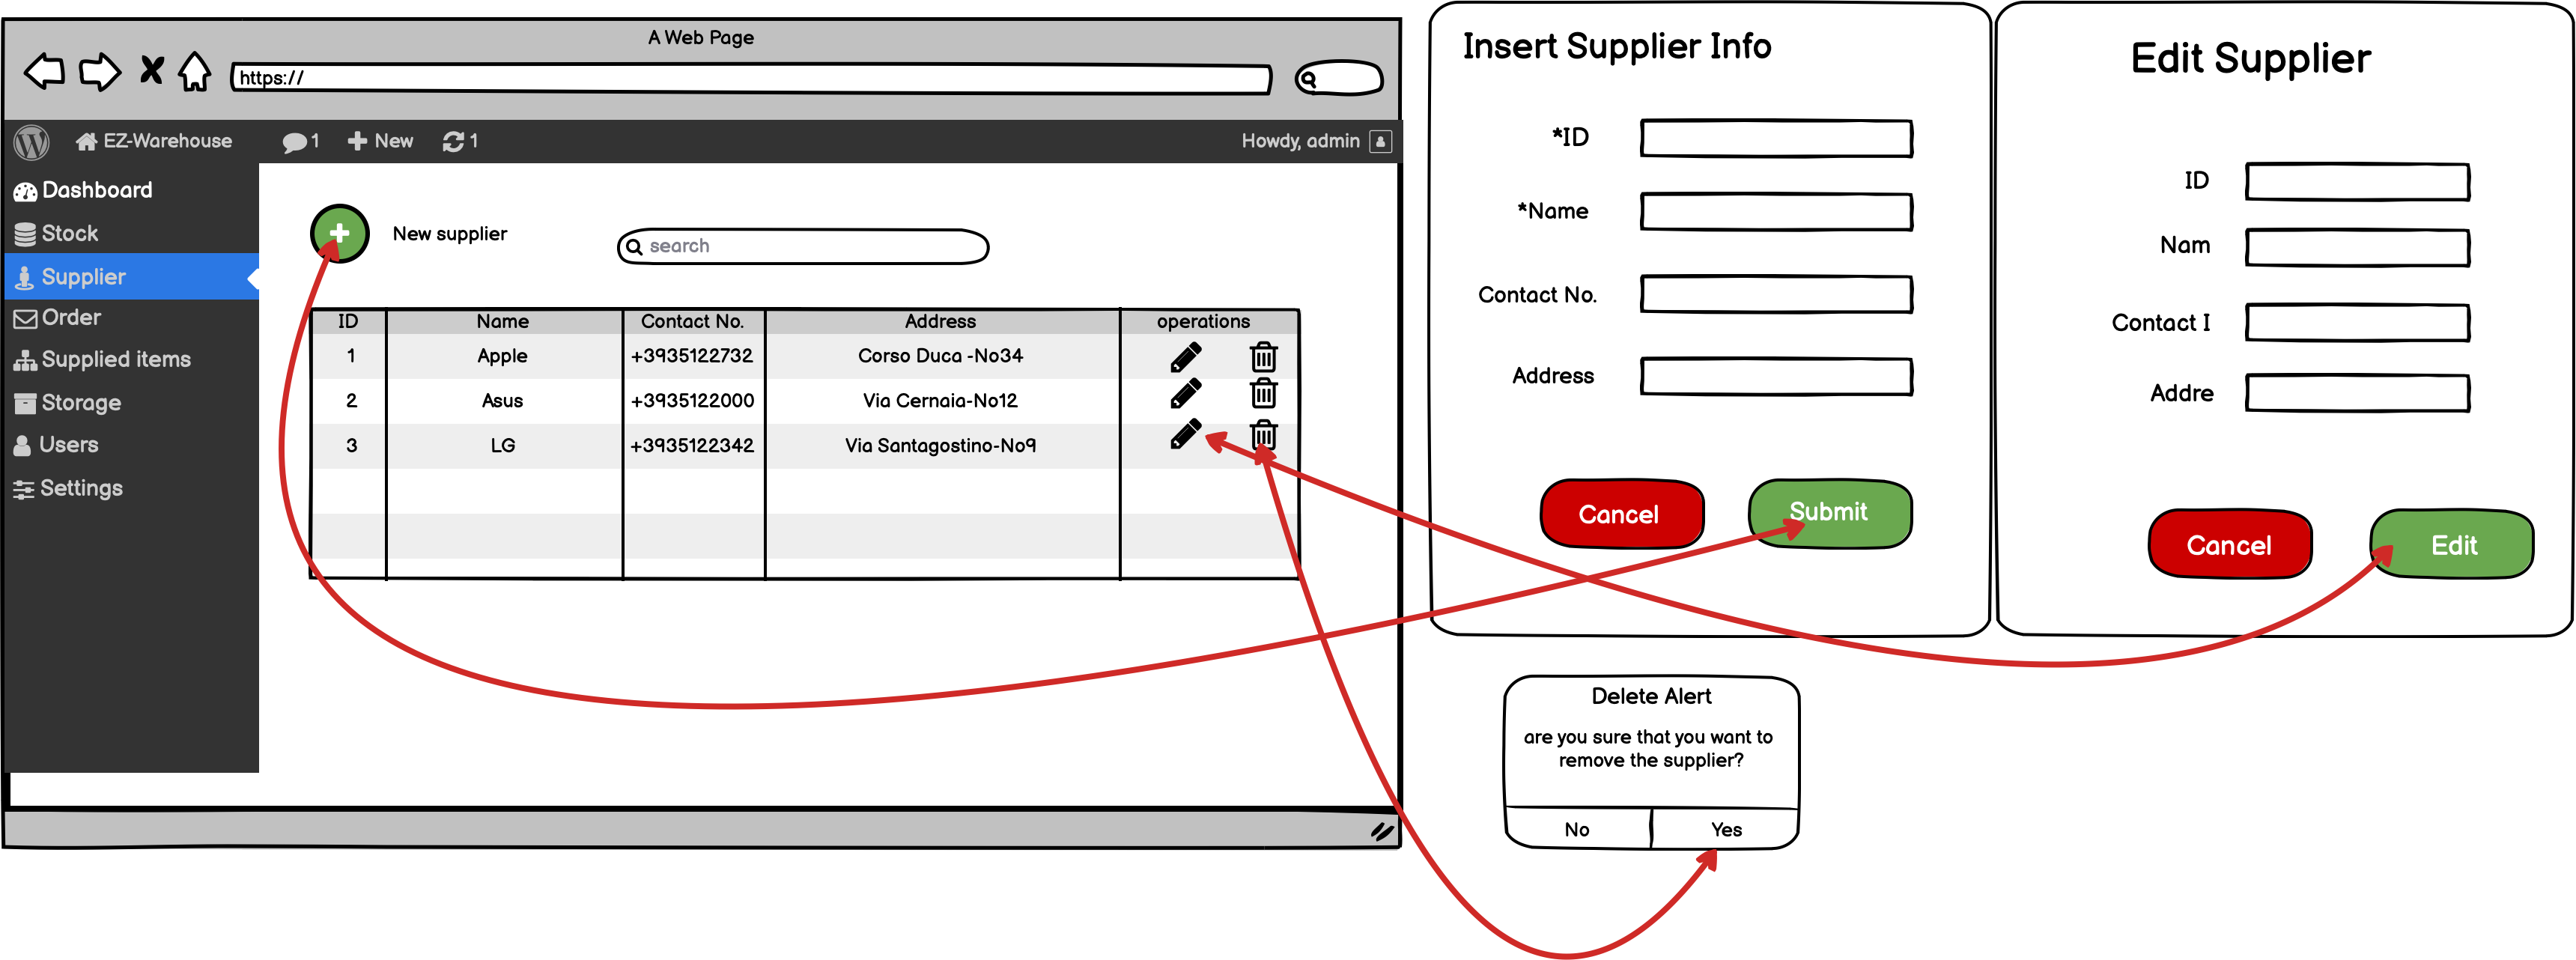 A Web Page
https://
EZ-Warehouse 1 New 1 Howdy, admin
Dashboard
Stock
Supplier
Order
Supplied items
Storage
Users
Settings
New supplier
search
ID Name Contact No. Address operations
1 Apple +3935122732 Corso Duca -No34
2 Asus +3935122000 Via Cernaia-No12
3 LG +3935122342 Via Santagostino-No9
Insert Supplier Info
*ID
*Name
Contact No.
Address
Cancel Submit
Edit Supplier
ID
Nam
Contact I
Addre
Cancel Edit
Delete Alert
are you sure that you want to
remove the supplier?
No Yes